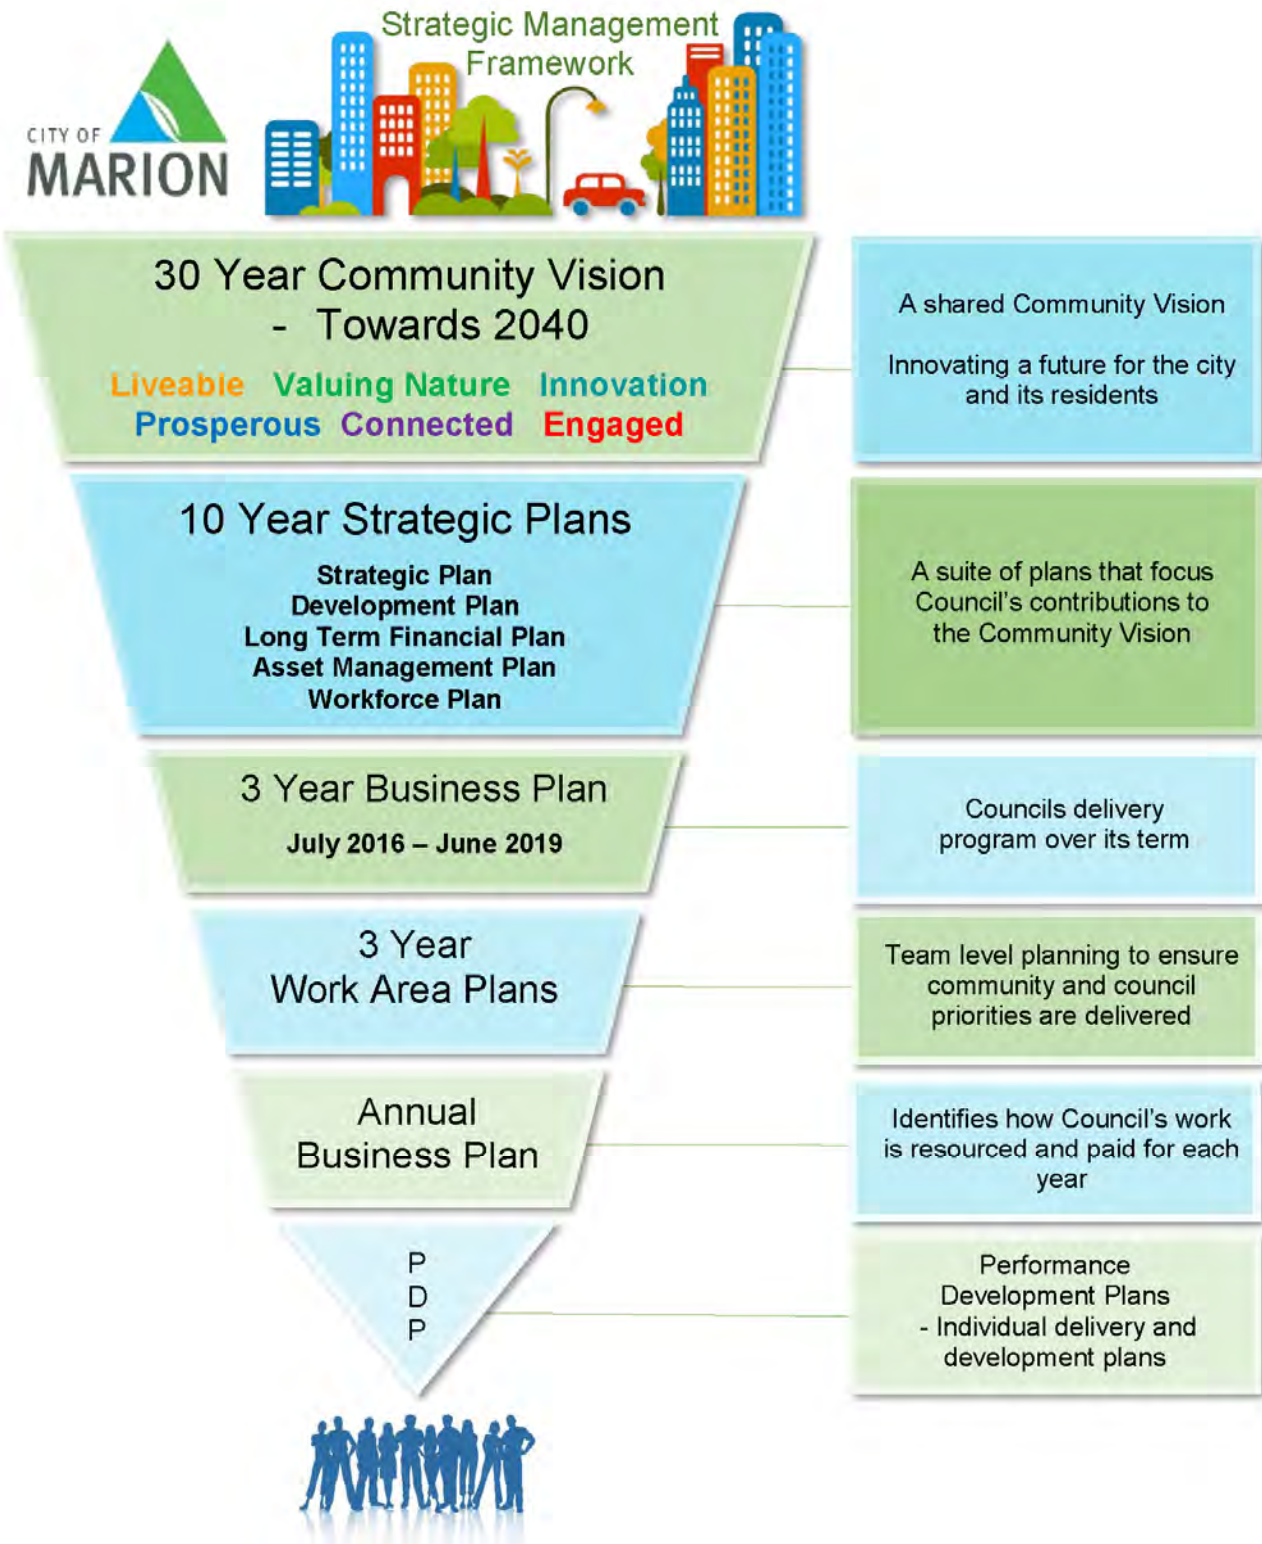 Strategic Management
Framework
CITY OF
MARION
30 Year Community Vision
- Towards 2040
Liveable Valuing Nature Innovation
Prosperous Connected Engaged
A shared Community Vision
Innovating a future for the city
and its residents
10 Year Strategic Plans
Strategic Plan
Development Plan
Long Term Financial Plan
Asset Management Plan
Workforce Plan
A suite of plans that focus
Council's contributions to
the Community Vision
3 Year Business Plan
July 2016 – June 2019
Councils delivery
program over its term
3 Year
Work Area Plans
Team level planning to ensure
community and council
priorities are delivered
Annual
Business Plan
Identifies how Council's work
is resourced and paid for each
year
P
D
P
Performance
Development Plans
- Individual delivery and
development plans